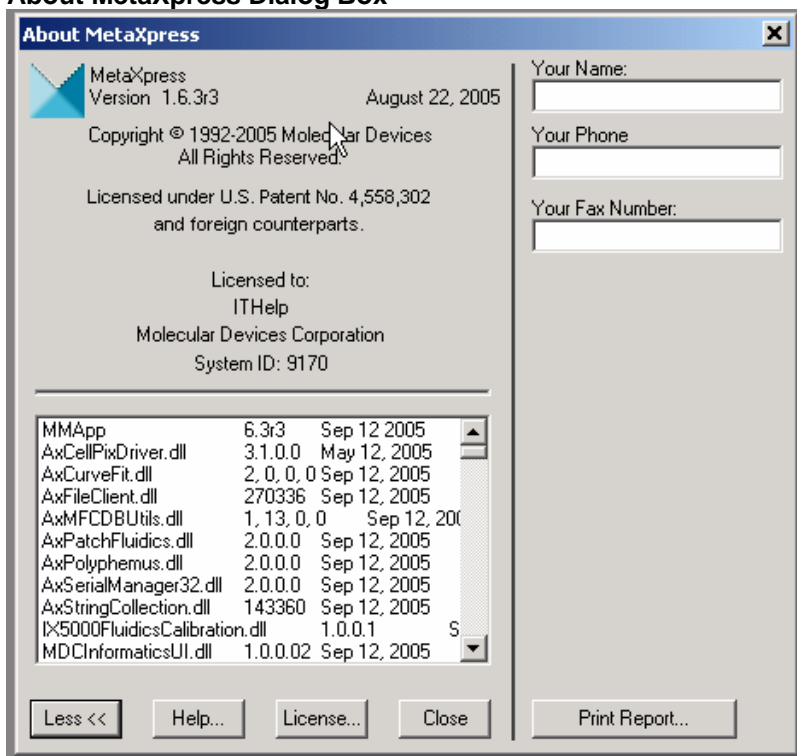 About MetaXpress Dialog Box
About MetaXpress
MetaXpress
Version 1.6.3r3 August 22, 2005
Copyright © 1992-2005 Molecular Devices
All Rights Reserved.
Licensed under U.S. Patent No. 4,558,302
and foreign counterparts.
Licensed to:
ITHelp
Molecular Devices Corporation
System ID: 9170
MMApp 6.3r3 Sep 12 2005
AxCellPixDriver.dll 3.1.0.0 May 12, 2005
AxCurveFit.dll 2, 0, 0, 0 Sep 12, 2005
AxFileClient.dll 270336 Sep 12, 2005
AxMFCDBUtils.dll 1, 13, 0, 0 Sep 12, 200
AxPatchFluidics.dll 2.0.0.0 Sep 12, 2005
AxPolyphemus.dll 2.0.0.0 Sep 12, 2005
AxSerialManager32.dll 2.0.0.0 Sep 12, 2005
AxStringCollection.dll 143360 Sep 12, 2005
IX5000FluidicsCalibration.dll 1.0.0.1 S
MDCInformaticsUI.dll 1.0.0.02 Sep 12, 2005
Less << Help... License... Close
Your Name:
Your Phone
Your Fax Number:
Print Report...